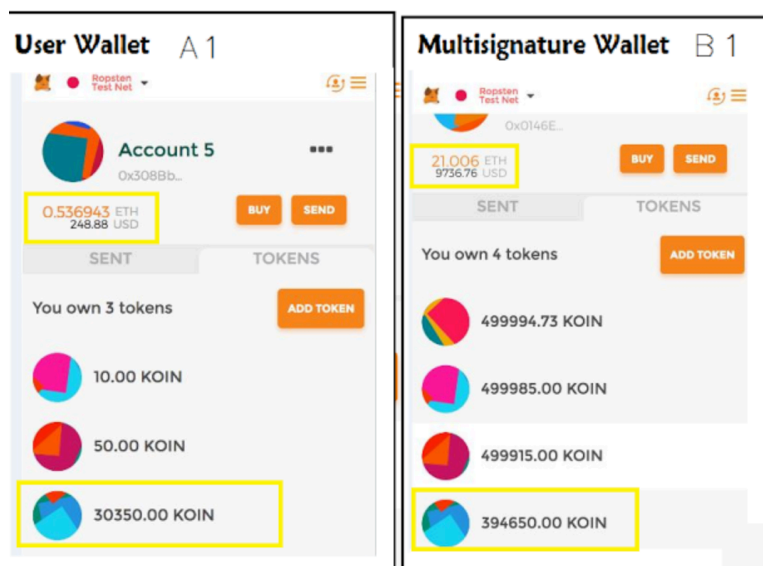 User Wallet A 1
Ropsten
Test Net
Account 5
0x308Bb...
0.536943 ETH
248.88 USD
BUY SEND
SENT TOKENS
You own 3 tokens
ADD TOKEN
10.00 KOIN
50.00 KOIN
30350.00 KOIN
Multisignature Wallet B 1
Ropsten
Test Net
0x0146E...
21.006 ETH
9736.76 USD
BUY SEND
SENT TOKENS
You own 4 tokens
ADD TOKEN
499994.73 KOIN
499985.00 KOIN
499915.00 KOIN
394650.00 KOIN